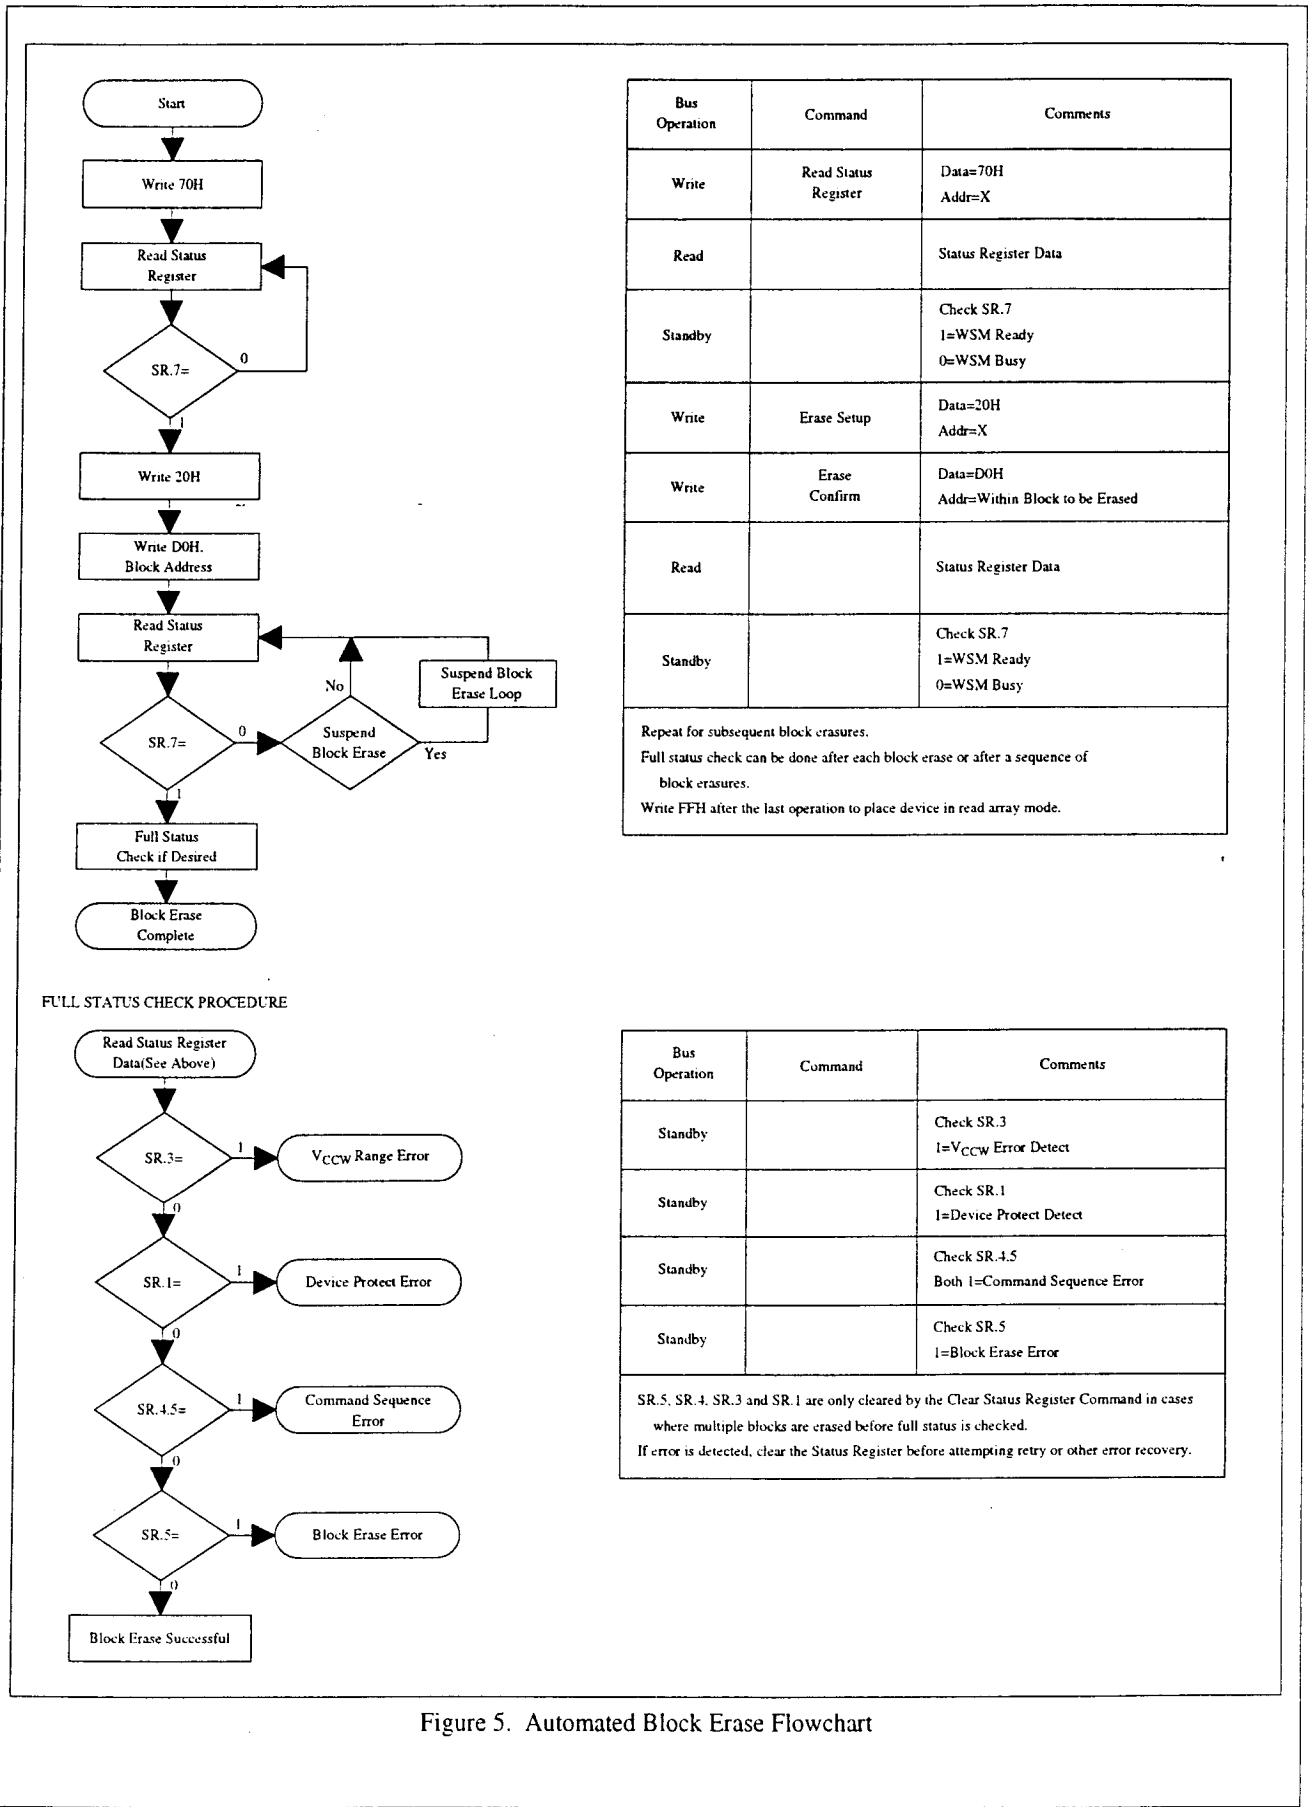 Start
Write 70H
Read Status
Register
SR.7=
0
1
Write 20H
Write D0H.
Block Address
Read Status
Register
SR.7=
0
1
Suspend
Block Erase
No
Yes
Suspend Block
Erase Loop
Full Status
Check if Desired
Block Erase
Complete
Bus
Operation
Command
Comments
Write
Read Status
Register
Data=70H
Addr=X
Read
Status Register Data
Standby
Check SR.7
1=WSM Ready
0=WSM Busy
Write
Erase Setup
Data=20H
Addr=X
Write
Erase
Confirm
Data=D0H
Addr=Within Block to be Erased
Read
Status Register Data
Standby
Check SR.7
1=WSM Ready
0=WSM Busy
Repeat for subsequent block erasures.
Full status check can be done after each block erase or after a sequence of
block erasures.
Write FFH after the last operation to place device in read array mode.
FULL STATUS CHECK PROCEDURE
Read Status Register
Data(See Above)
SR.3=
1
VCCW Range Error
0
SR.1=
1
Device Protect Error
0
SR.4.5=
1
Command Sequence
Error
0
SR.5=
1
Block Erase Error
0
Block Erase Successful
Bus
Operation
Command
Comments
Standby
Check SR.3
1=VCCW Error Detect
Standby
Check SR.1
1=Device Protect Detect
Standby
Check SR.4.5
Both 1=Command Sequence Error
Standby
Check SR.5
1=Block Erase Error
SR.5, SR.4, SR.3 and SR.1 are only cleared by the Clear Status Register Command in cases
where multiple blocks are erased before full status is checked.
If error is detected, clear the Status Register before attempting retry or other error recovery.
Figure 5. Automated Block Erase Flowchart